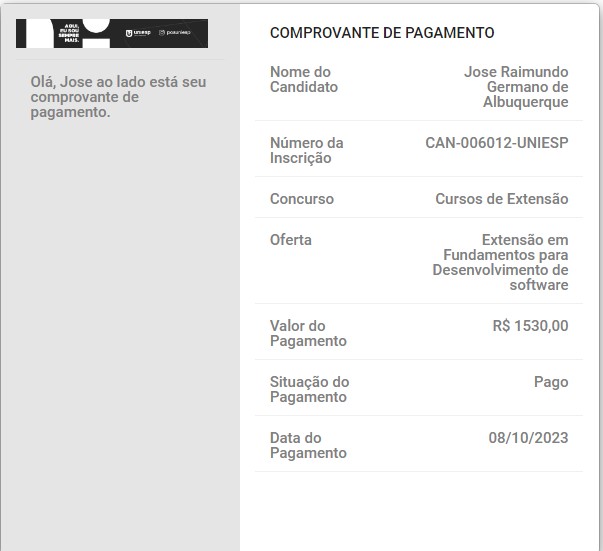 AQUI,
EU SOU
SEMPRE
MAIS.
uniesp
posuniesp
Olá, Jose ao lado está seu
comprovante de
pagamento.
COMPROVANTE DE PAGAMENTO
Nome do
Candidato
Jose Raimundo
Germano de
Albuquerque
Número da
Inscrição
CAN-006012-UNIESP
Concurso
Cursos de Extensão
Oferta
Extensão em
Fundamentos para
Desenvolvimento de
software
Valor do
Pagamento
R$ 1530,00
Situação do
Pagamento
Pago
Data do
Pagamento
08/10/2023